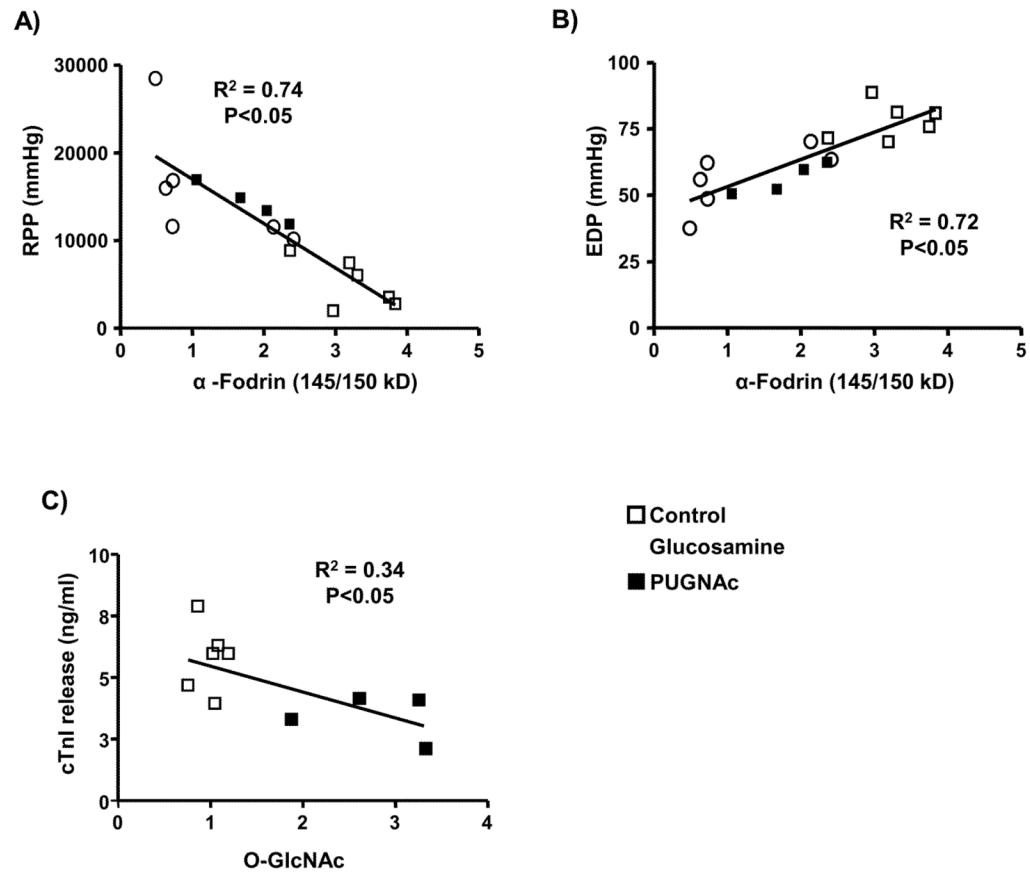 A)
RPP (mmHg)
30000
20000
10000
0
R² = 0.74
P<0.05
0 1 2 3 4 5
α -Fodrin (145/150 kD)
B)
EDP (mmHg)
100
75
50
25
0
R² = 0.72
P<0.05
0 1 2 3 4 5
α-Fodrin (145/150 kD)
C)
cTnI release (ng/ml)
10
8
5
3
0
R² = 0.34
P<0.05
0 1 2 3 4
O-GlcNAc
Control
Glucosamine
PUGNAc